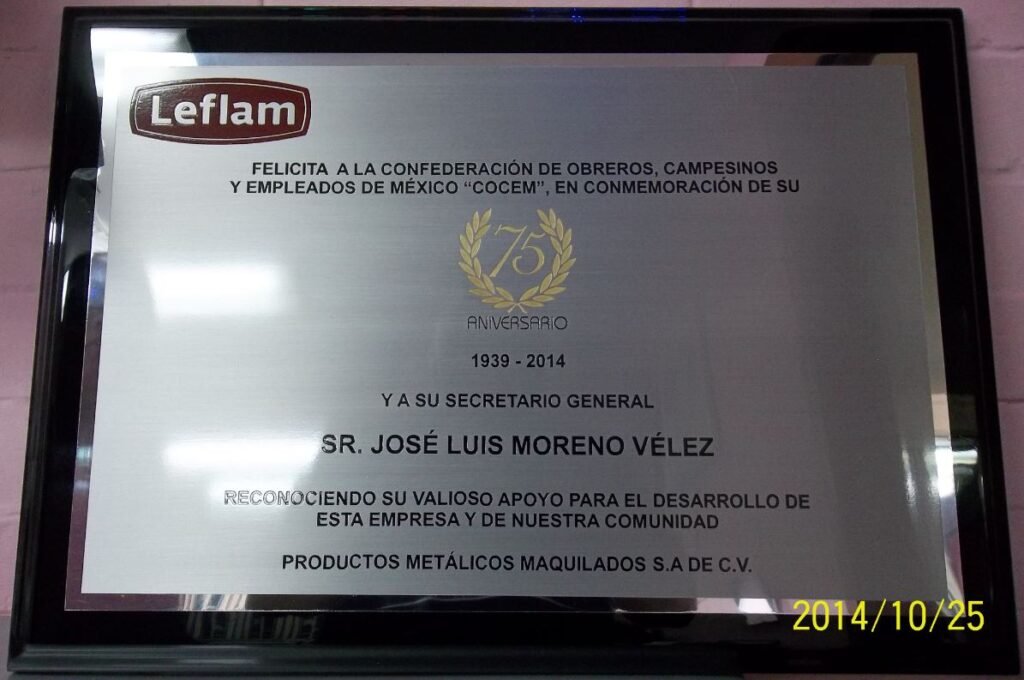 Leflam
FELICITA A LA CONFEDERACIÓN DE OBREROS, CAMPESINOS
Y EMPLEADOS DE MÉXICO “COCEM”, EN CONMEMORACIÓN DE SU
75
ANIVERSARIO
1939 - 2014
Y A SU SECRETARIO GENERAL
SR. JOSÉ LUIS MORENO VÉLEZ
RECONOCIENDO SU VALIOSO APOYO PARA EL DESARROLLO DE
ESTA EMPRESA Y DE NUESTRA COMUNIDAD
PRODUCTOS METÁLICOS MAQUILADOS S.A DE C.V.
2014/10/25